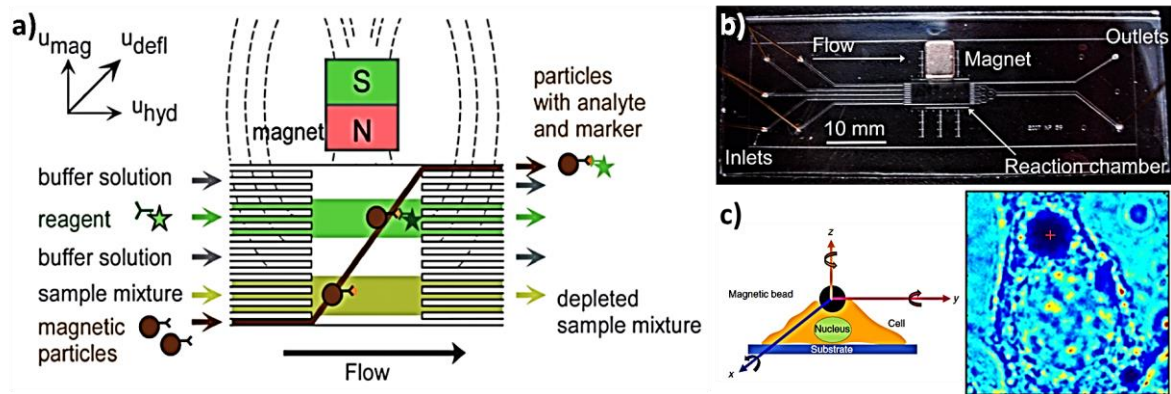 a)
u_mag
u_defl
u_hyd
S
N
magnet
particles
with analyte
and marker
buffer solution
reagent
buffer solution
sample mixture
magnetic
particles
depleted
sample mixture
Flow
b)
Flow
Magnet
Outlets
10 mm
Inlets
Reaction chamber
c)
z
Magnetic bead
y
Cell
Nucleus
Substrate
x